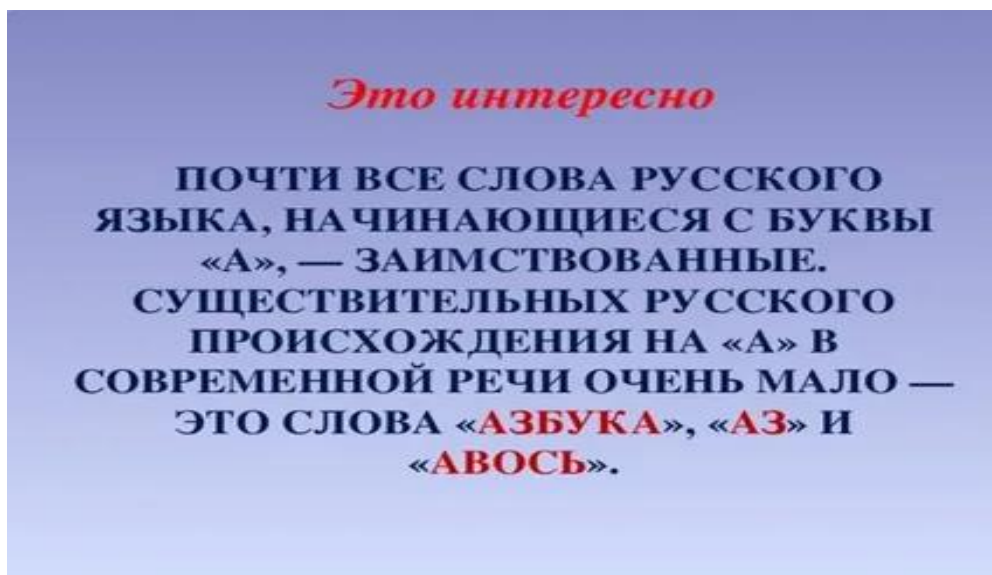 Это интересно
ПОЧТИ ВСЕ СЛОВА РУССКОГО
ЯЗЫКА, НАЧИНАЮЩИЕСЯ С БУКВЫ
«А», — ЗАИМСТВОВАННЫЕ.
СУЩЕСТВИТЕЛЬНЫХ РУССКОГО
ПРОИСХОЖДЕНИЯ НА «А» В
СОВРЕМЕННОЙ РЕЧИ ОЧЕНЬ МАЛО —
ЭТО СЛОВА «АЗБУКА», «АЗ» И
«АВОСЬ».